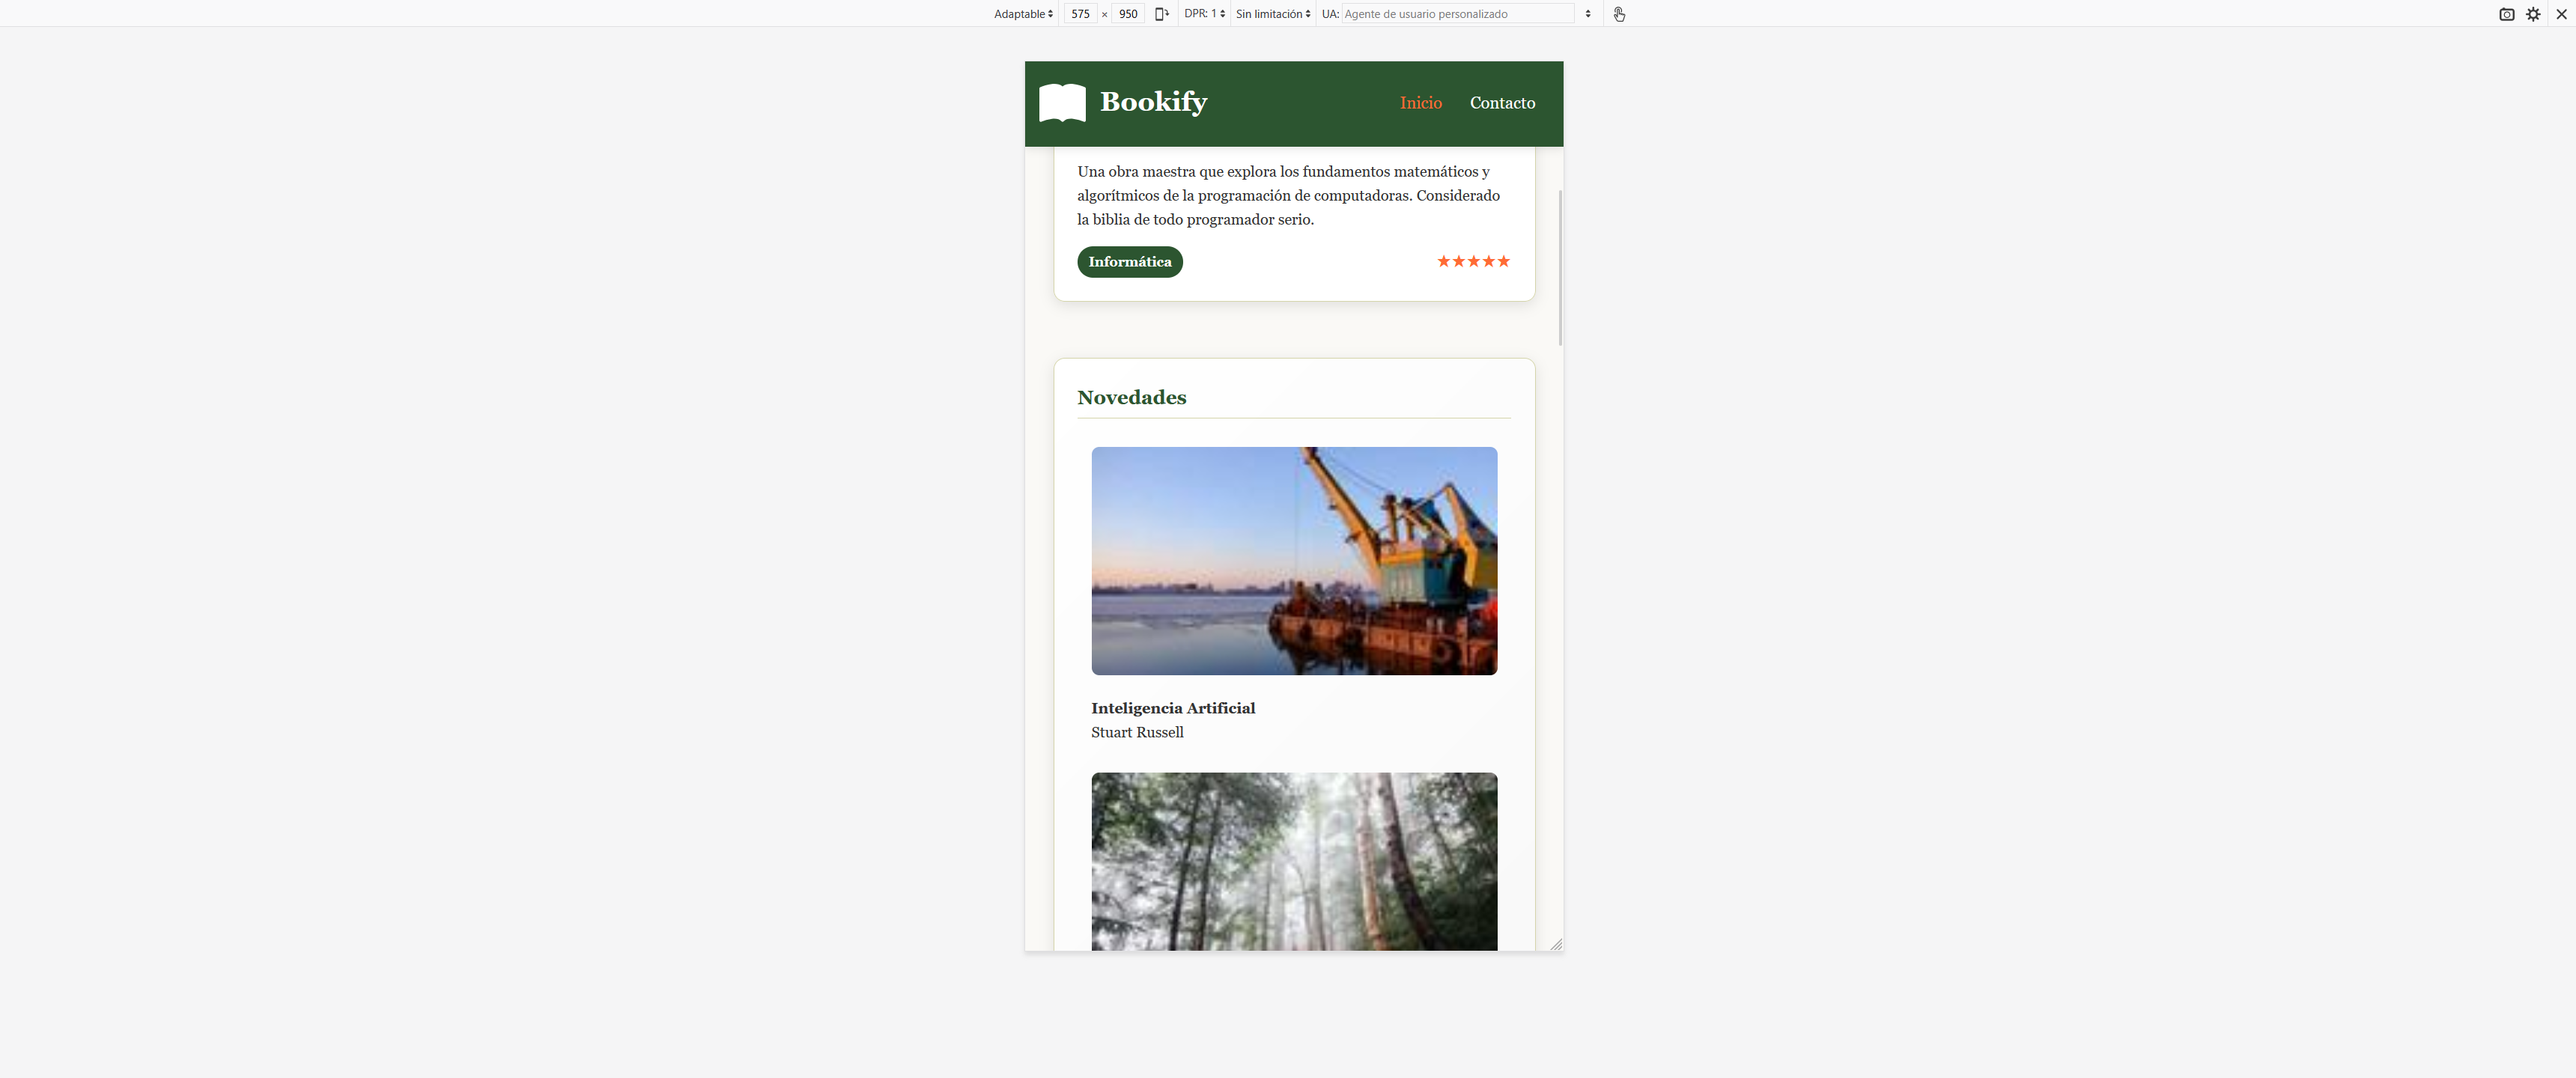 Adaptable 575 × 950 DPR: 1 Sin limitación UA: Agente de usuario personalizado
Bookify Inicio Contacto
Una obra maestra que explora los fundamentos matemáticos y
algorítmicos de la programación de computadoras. Considerado
la biblia de todo programador serio.
Informática ★★★★★
Novedades
Inteligencia Artificial
Stuart Russell